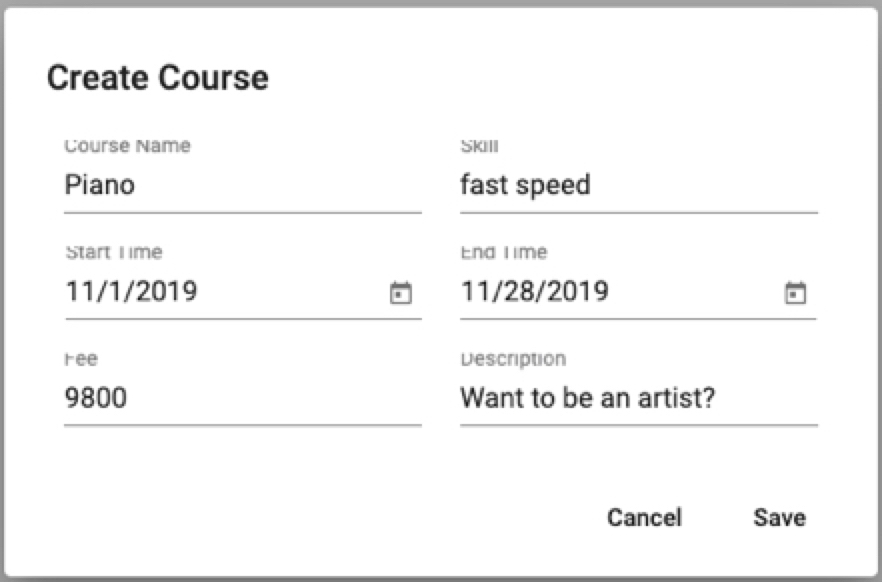 Create Course
Course Name
Skill
Piano
fast speed
Start Time
End Time
11/1/2019
11/28/2019
Fee
Description
9800
Want to be an artist?
Cancel
Save